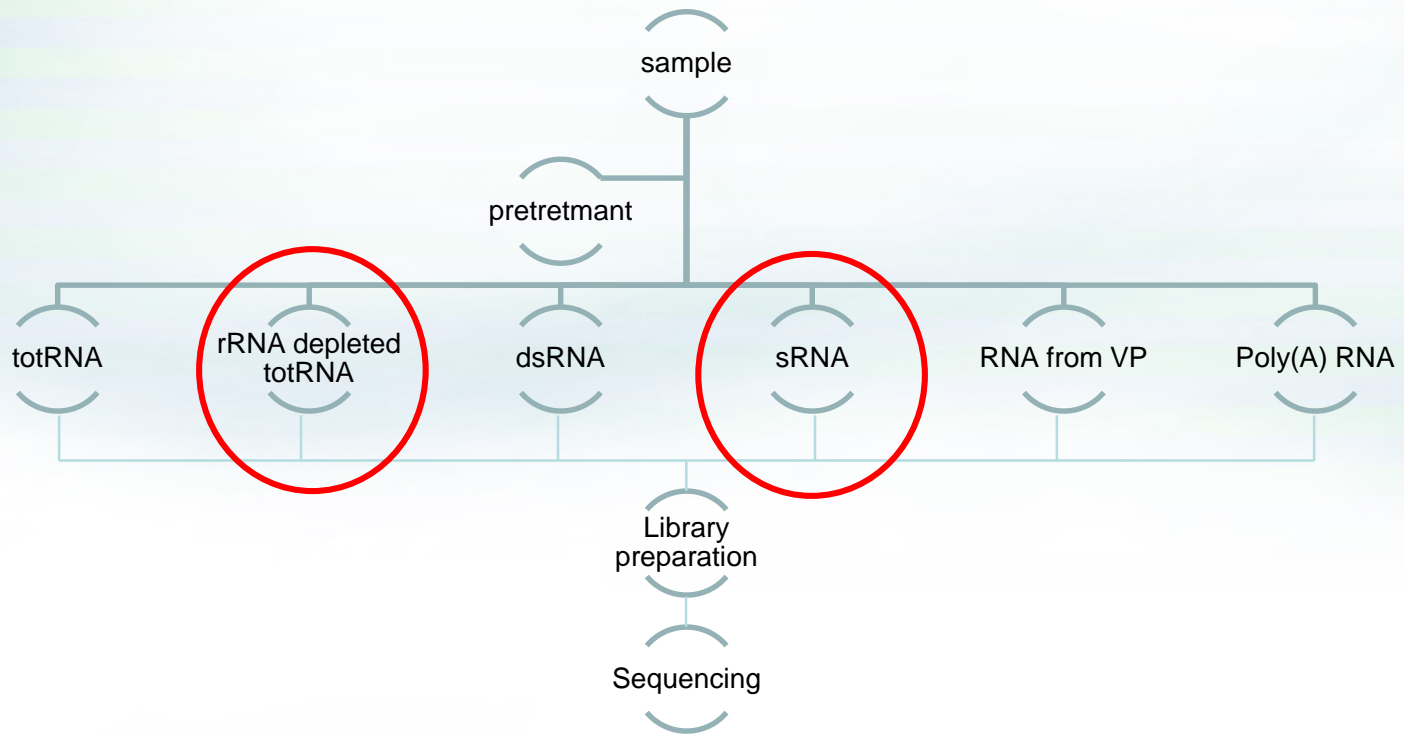 sample
pretretmant
totRNA
rRNA depleted
totRNA
dsRNA
sRNA
RNA from VP
Poly(A) RNA
Library
preparation
Sequencing